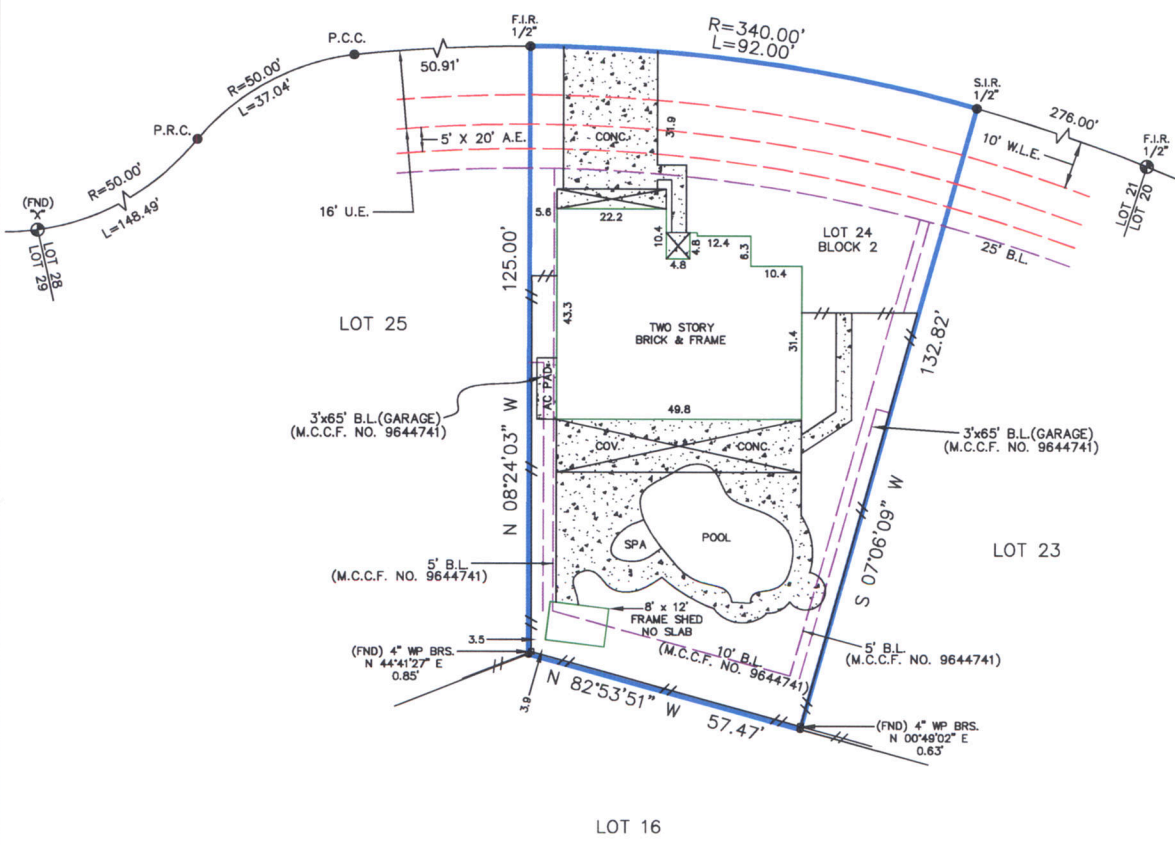 R=340.00'
L=92.00'
F.I.R.
1/2"
P.C.C.
50.91'
R=50.00'
L=37.04'
S.I.R.
1/2"
276.00'
10' W.L.E.
F.I.R.
1/2"
P.R.C.
5' X 20' A.E.
CONC.
31.9
R=50.00'
L=148.49'
(FND)
"X"
LOT 28
LOT 29
LOT 21
LOT 20
16' U.E.
5.6
22.2
10.4
4.8
4.8
12.4
6.3
10.4
LOT 24
BLOCK 2
25' B.L.
125.00'
43.3
TWO STORY
BRICK & FRAME
31.4
132.82'
LOT 25
AC PAD
49.8
3'x65' B.L.(GARAGE)
(M.C.C.F. NO. 9644741)
3'x65' B.L.(GARAGE)
(M.C.C.F. NO. 9644741)
COV.
CONC.
N 08°24'03" W
S 07°06'09" W
SPA
POOL
LOT 23
5' B.L.
(M.C.C.F. NO. 9644741)
8' x 12'
FRAME SHED
NO SLAB
3.5
(FND) 4" WP BRS.
N 44°41'27" E
0.85'
10' B.L.
(M.C.C.F. NO. 9644741)
5' B.L.
(M.C.C.F. NO. 9644741)
3.9
N 82°53'51" W
57.47'
(FND) 4" WP BRS.
N 00°49'02" E
0.63'
LOT 16